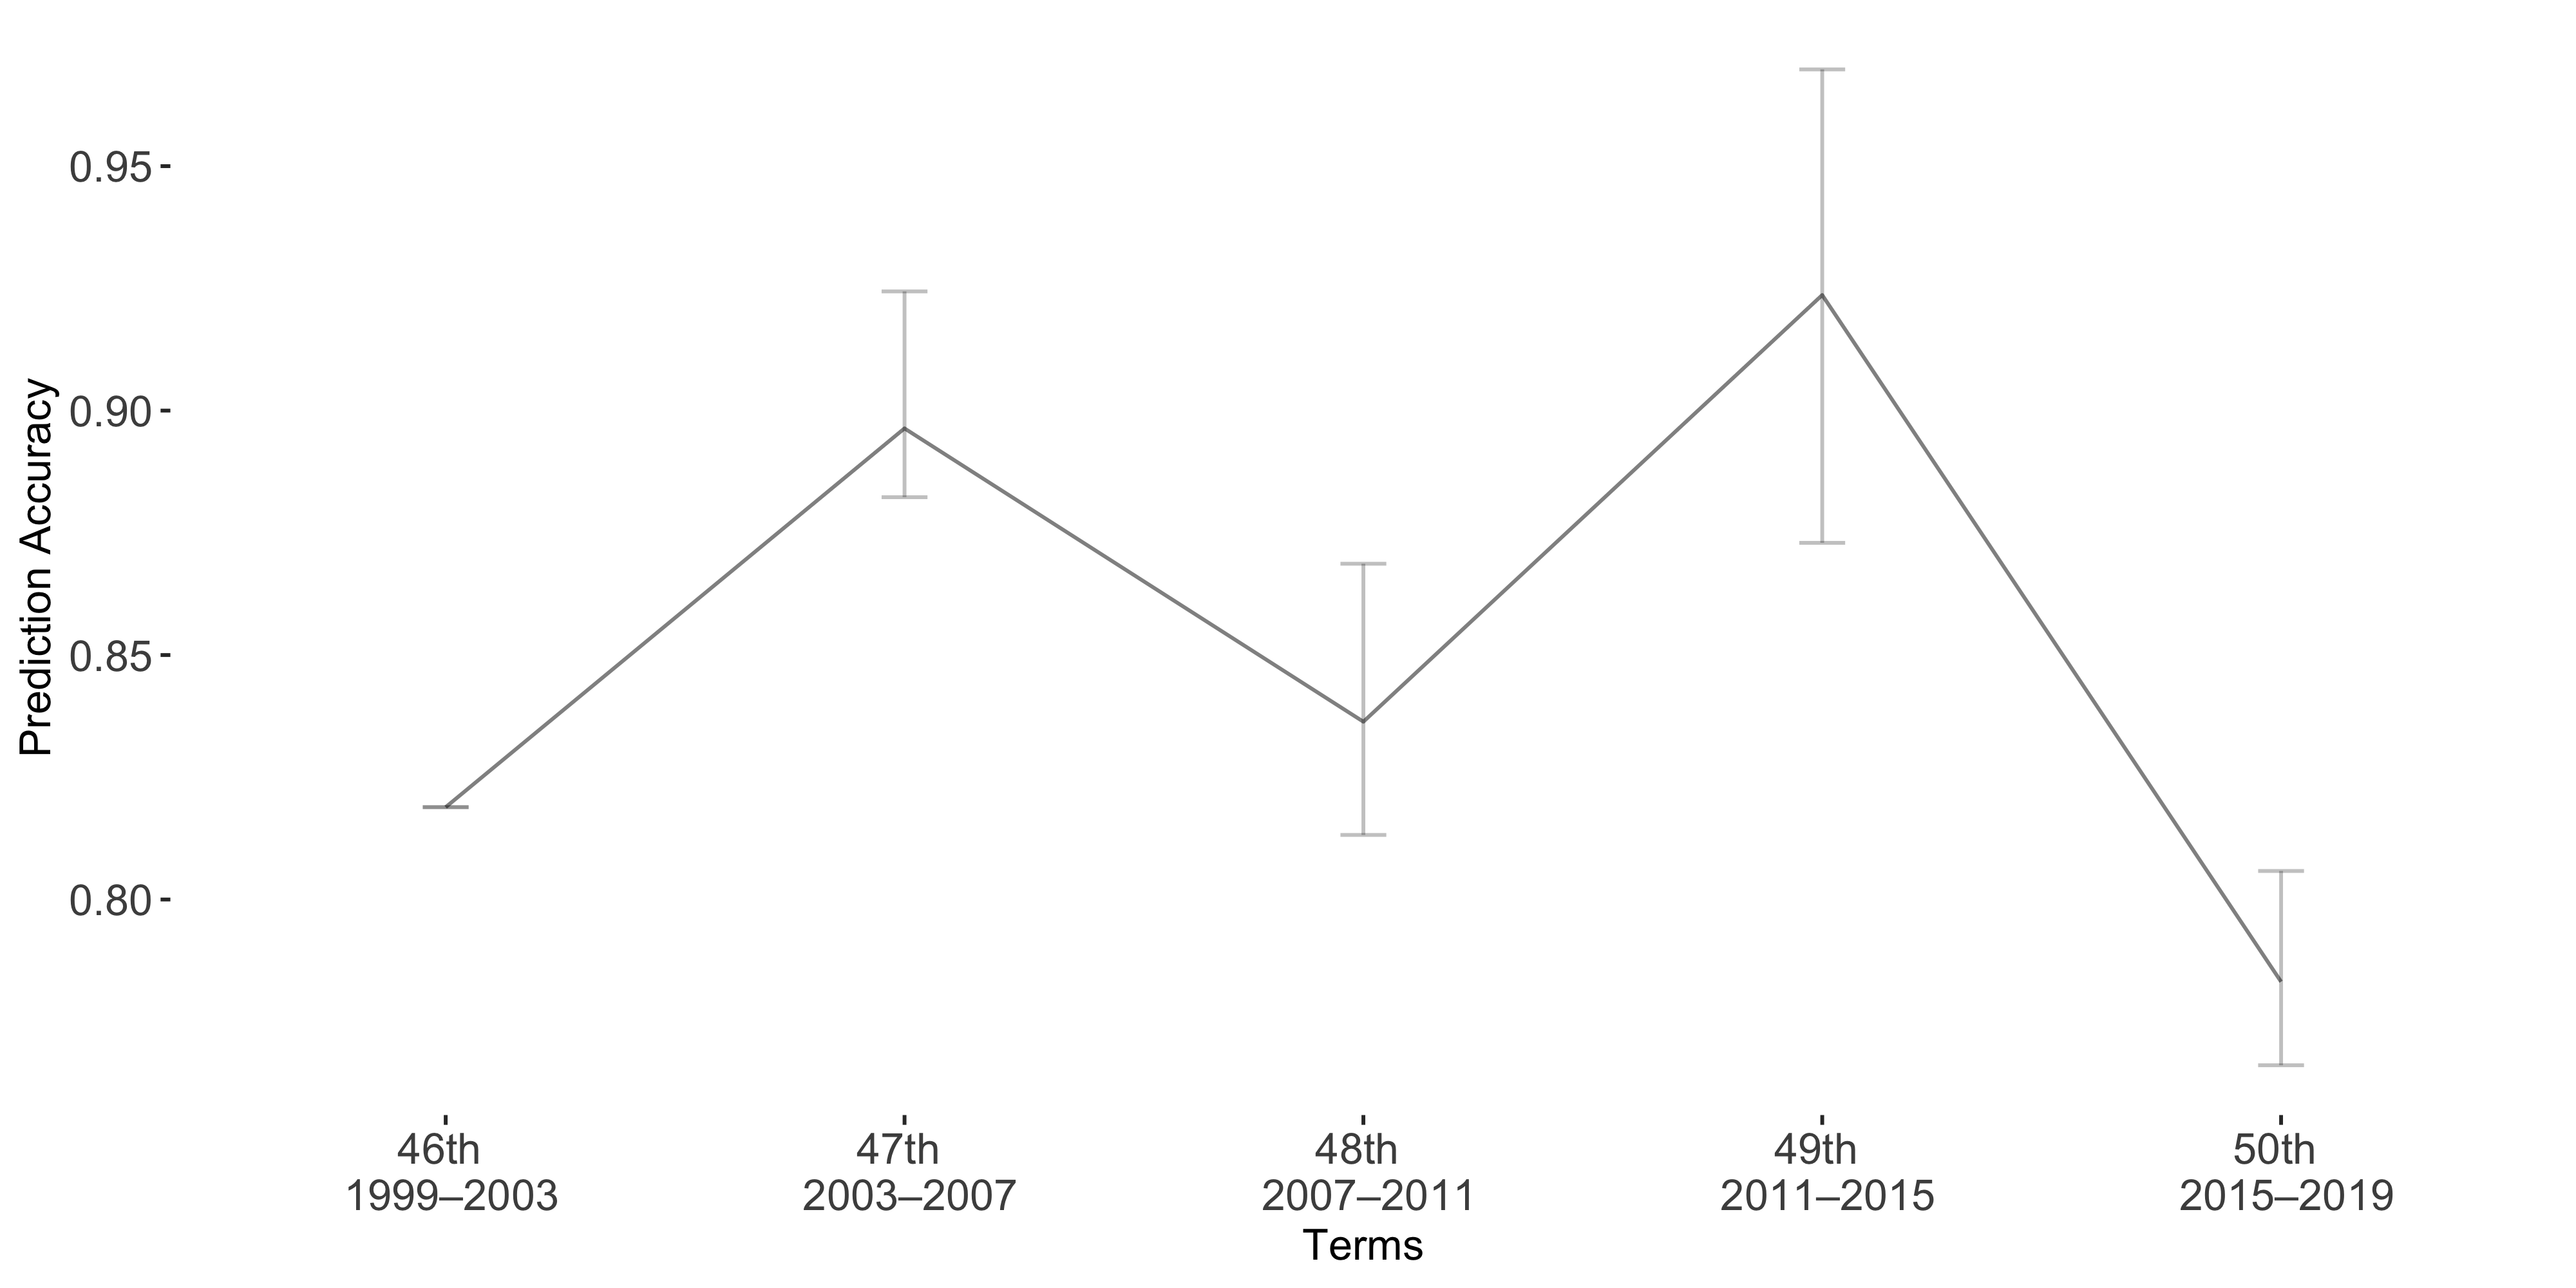 Prediction Accuracy
0.95
0.90
0.85
0.80
46th
1999–2003
47th
2003–2007
48th
2007–2011
49th
2011–2015
50th
2015–2019
Terms